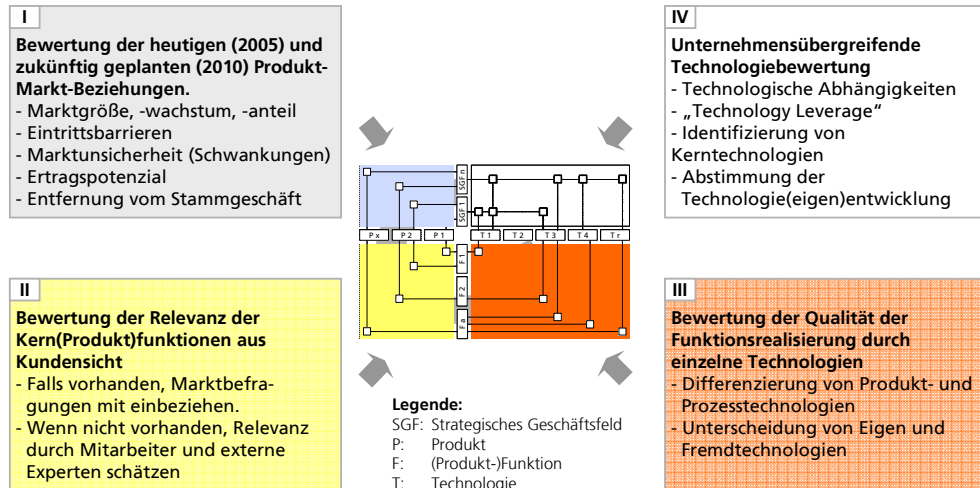 I
Bewertung der heutigen (2005) und
zukünftig geplanten (2010) Produkt-
Markt-Beziehungen.
- Marktgröße, -wachstum, -anteil
- Eintrittsbarrieren
- Marktunsicherheit (Schwankungen)
- Ertragspotenzial
- Entfernung vom Stammgeschäft
IV
Unternehmensübergreifende
Technologiebewertung
- Technologische Abhängigkeiten
- „Technology Leverage“
- Identifizierung von
Kerntechnologien
- Abstimmung der
Technologie(eigen)entwicklung
SGF n
SGF 1
P x P 2 P 1 T 1 T 2 T 3 T 4 T r
F 1
F 2
F a
II
Bewertung der Relevanz der
Kern(Produkt)funktionen aus
Kundensicht
- Falls vorhanden, Marktbefra-
gungen mit einbeziehen.
- Wenn nicht vorhanden, Relevanz
durch Mitarbeiter und externe
Experten schätzen
III
Bewertung der Qualität der
Funktionsrealisierung durch
einzelne Technologien
- Differenzierung von Produkt- und
Prozesstechnologien
- Unterscheidung von Eigen und
Fremdtechnologien
Legende:
SGF: Strategisches Geschäftsfeld
P: Produkt
F: (Produkt-)Funktion
T: Technologie